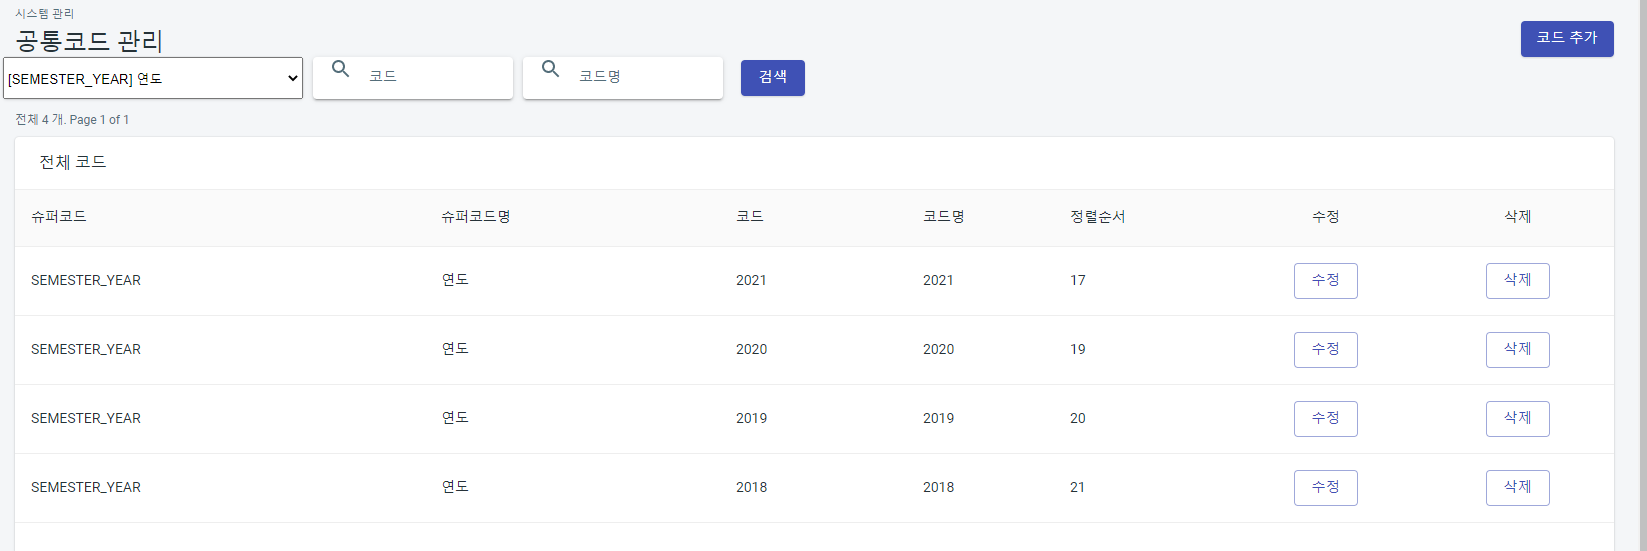 시스템 관리
공통코드 관리
코드 추가
[SEMESTER_YEAR] 연도 코드 코드명 검색
전체 4 개. Page 1 of 1
전체 코드
슈퍼코드 슈퍼코드명 코드 코드명 정렬순서 수정 삭제
SEMESTER_YEAR 연도 2021 2021 17 수정 삭제
SEMESTER_YEAR 연도 2020 2020 19 수정 삭제
SEMESTER_YEAR 연도 2019 2019 20 수정 삭제
SEMESTER_YEAR 연도 2018 2018 21 수정 삭제